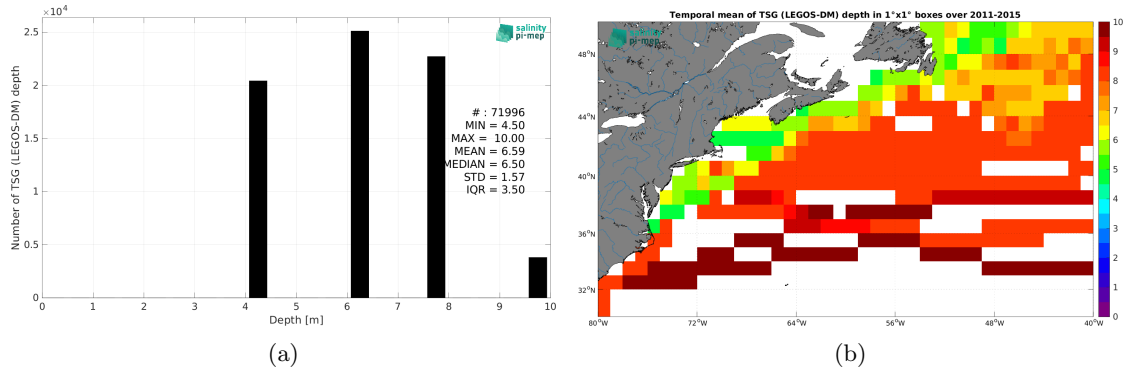 ×10^4
2.5
2
1.5
1
0.5
0
Number of TSG (LEGOS-DM) depth
salinity
pi-mep
# : 71996
MIN = 4.50
MAX = 10.00
MEAN = 6.59
MEDIAN = 6.50
STD = 1.57
IQR = 3.50
0 1 2 3 4 5 6 7 8 9 10
Depth [m]
(a)
Temporal mean of TSG (LEGOS-DM) depth in 1°x1° boxes over 2011-2015
pi-mep
48°N
44°N
40°N
36°N
32°N
80°W 72°W 64°W 56°W 48°W 40°W
10
9
8
7
6
5
4
3
2
1
0
(b)